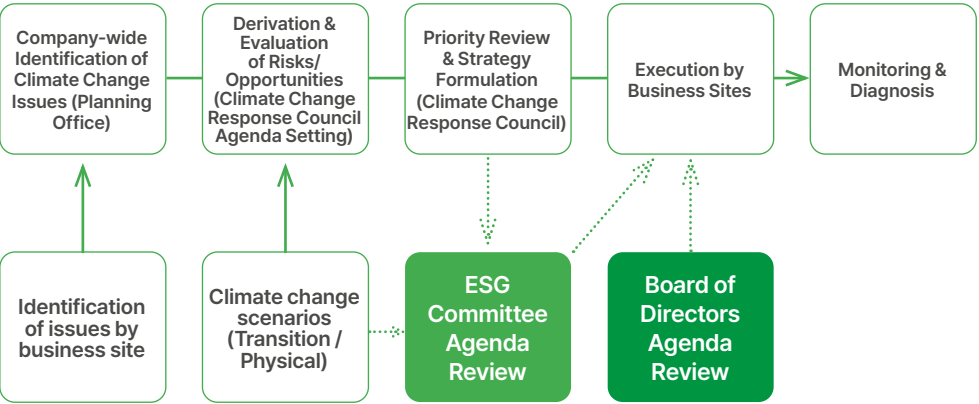 Company-wide
Identification of
Climate Change
Issues (Planning
Office)
Derivation &
Evaluation
of Risks/
Opportunities
(Climate Change
Response Council
Agenda Setting)
Priority Review
& Strategy
Formulation
(Climate Change
Response Council)
Execution by
Business Sites
Monitoring &
Diagnosis
Identification
of issues by
business site
Climate change
scenarios
(Transition /
Physical)
ESG
Committee
Agenda
Review
Board of
Directors
Agenda
Review